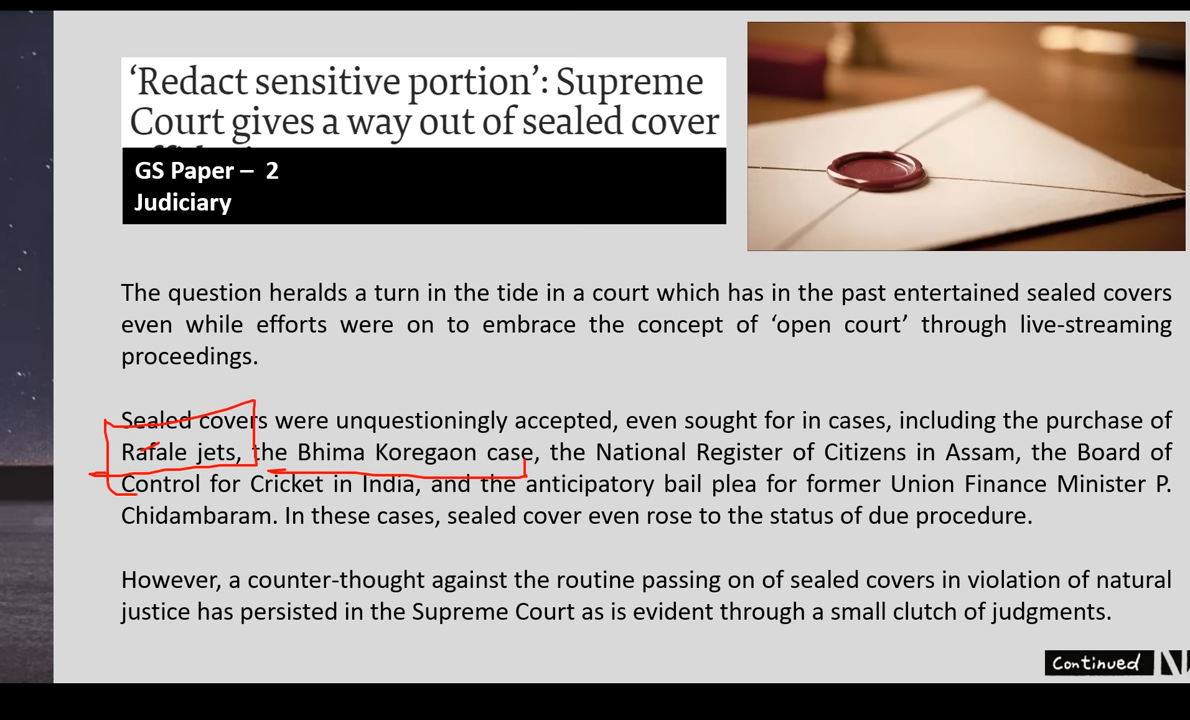 ‘Redact sensitive portion’: Supreme
Court gives a way out of sealed cover
GS Paper – 2
Judiciary
The question heralds a turn in the tide in a court which has in the past entertained sealed covers
even while efforts were on to embrace the concept of ‘open court’ through live-streaming
proceedings.
Sealed covers were unquestioningly accepted, even sought for in cases, including the purchase of
Rafale jets, the Bhima Koregaon case, the National Register of Citizens in Assam, the Board of
Control for Cricket in India, and the anticipatory bail plea for former Union Finance Minister P.
Chidambaram. In these cases, sealed cover even rose to the status of due procedure.
However, a counter-thought against the routine passing on of sealed covers in violation of natural
justice has persisted in the Supreme Court as is evident through a small clutch of judgments.
Continued